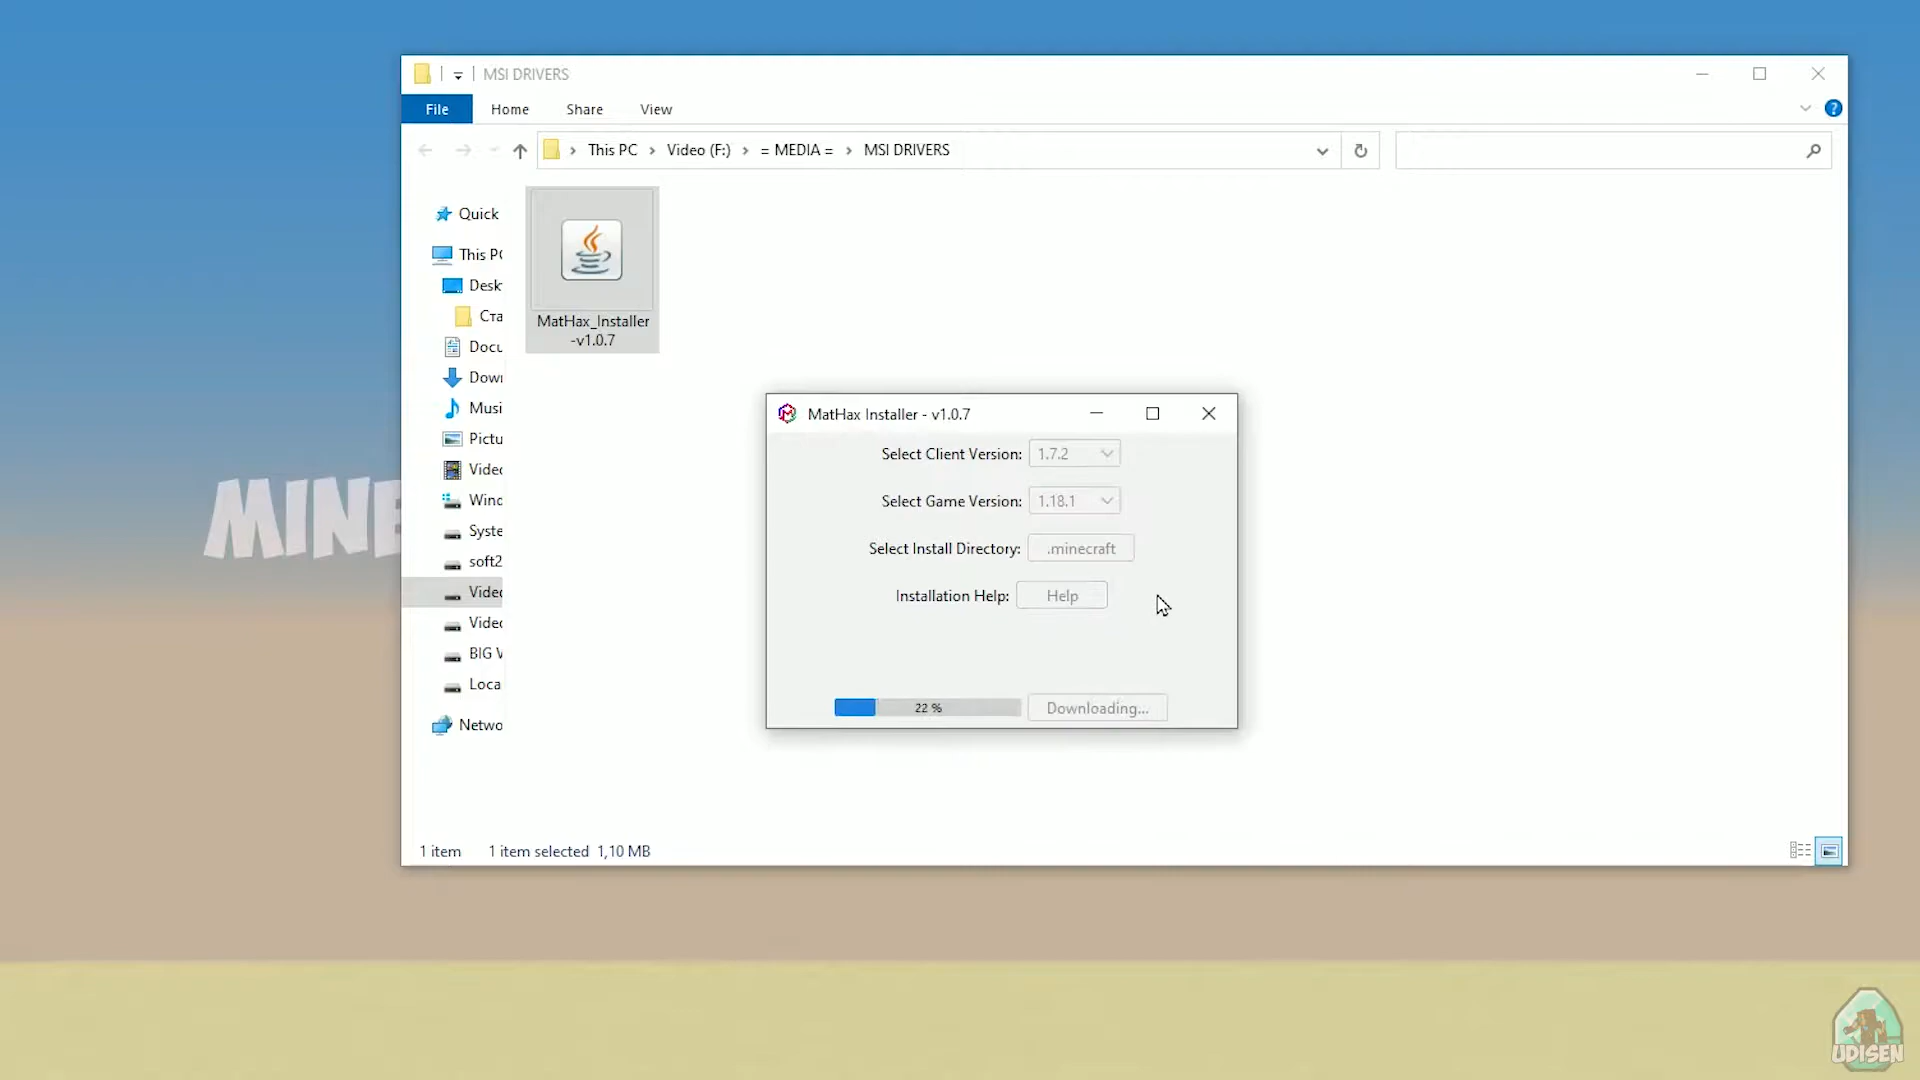 MSI DRIVERS
File Home Share View
This PC Video (F:) = MEDIA = MSI DRIVERS
Quick
This PC
Desk
Ста
Docu
Down
Musi
Pictu
Video
Wind
Syste
soft2
Video
Video
BIG V
Loca
Netwo
MatHax_Installer
-v1.0.7
MINE
MatHax Installer - v1.0.7
Select Client Version: 1.7.2
Select Game Version: 1.18.1
Select Install Directory: .minecraft
Installation Help: Help
22 % Downloading...
1 item 1 item selected 1,10 MB
UDISEN